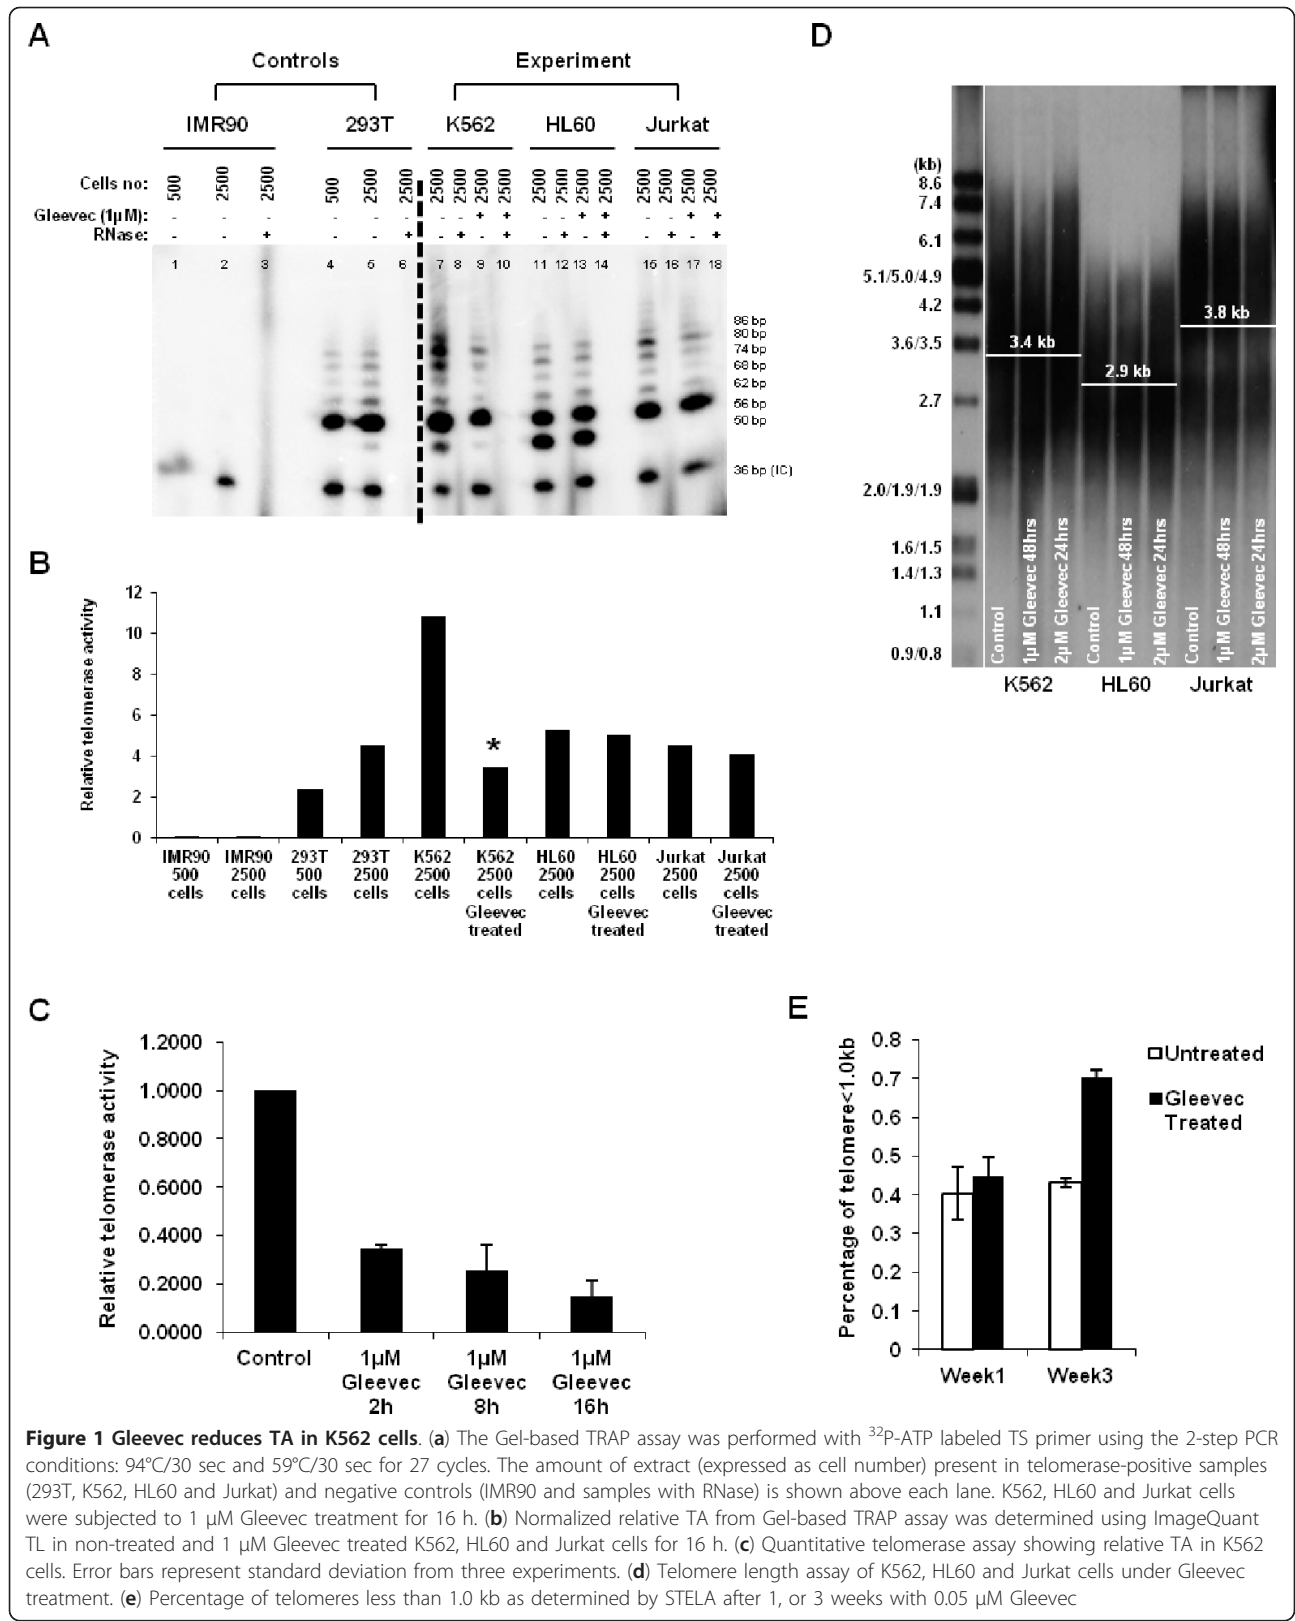 A
Controls Experiment
IMR90 293T K562 HL60 Jurkat
Cells no: 500 2500 2500 500 2500 2500 2500 2500 2500 2500 2500 2500 2500 2500 2500 2500 2500 2500
Gleevec (1µM): - - - - - - - - + + - - + + - - + +
RNase: - - + - - + - + - + - + - + - + - +
1 2 3 4 5 6 7 8 9 10 11 12 13 14 15 16 17 18
86 bp
80 bp
74 bp
68 bp
62 bp
56 bp
50 bp
36 bp (IC)
B
Relative telomerase activity
12
10
8
6
4
2
0
*
IMR90 IMR90 293T 293T K562 K562 HL60 HL60 Jurkat Jurkat
500 2500 500 2500 2500 2500 2500 2500 2500 2500
cells cells cells cells cells cells cells cells cells cells
Gleevec Gleevec Gleevec
treated treated treated
C
Relative telomerase activity
1.2000
1.0000
0.8000
0.6000
0.4000
0.2000
0.0000
Control 1µM 1µM 1µM
Gleevec Gleevec Gleevec
2h 8h 16h
D
(kb)
8.6
7.4
6.1
5.1/5.0/4.9
4.2
3.6/3.5
2.7
2.0/1.9/1.9
1.6/1.5
1.4/1.3
1.1
0.9/0.8
3.4 kb
2.9 kb
3.8 kb
Control
1µM Gleevec 48hrs
2µM Gleevec 24hrs
Control
1µM Gleevec 48hrs
2µM Gleevec 24hrs
Control
1µM Gleevec 48hrs
2µM Gleevec 24hrs
K562 HL60 Jurkat
E
Percentage of telomere<1.0kb
0.8
0.7
0.6
0.5
0.4
0.3
0.2
0.1
0
Week1 Week3
Untreated
Gleevec
Treated
Figure 1 Gleevec reduces TA in K562 cells. (a) The Gel-based TRAP assay was performed with 32P-ATP labeled TS primer using the 2-step PCR
conditions: 94°C/30 sec and 59°C/30 sec for 27 cycles. The amount of extract (expressed as cell number) present in telomerase-positive samples
(293T, K562, HL60 and Jurkat) and negative controls (IMR90 and samples with RNase) is shown above each lane. K562, HL60 and Jurkat cells
were subjected to 1 μM Gleevec treatment for 16 h. (b) Normalized relative TA from Gel-based TRAP assay was determined using ImageQuant
TL in non-treated and 1 μM Gleevec treated K562, HL60 and Jurkat cells for 16 h. (c) Quantitative telomerase assay showing relative TA in K562
cells. Error bars represent standard deviation from three experiments. (d) Telomere length assay of K562, HL60 and Jurkat cells under Gleevec
treatment. (e) Percentage of telomeres less than 1.0 kb as determined by STELA after 1, or 3 weeks with 0.05 μM Gleevec